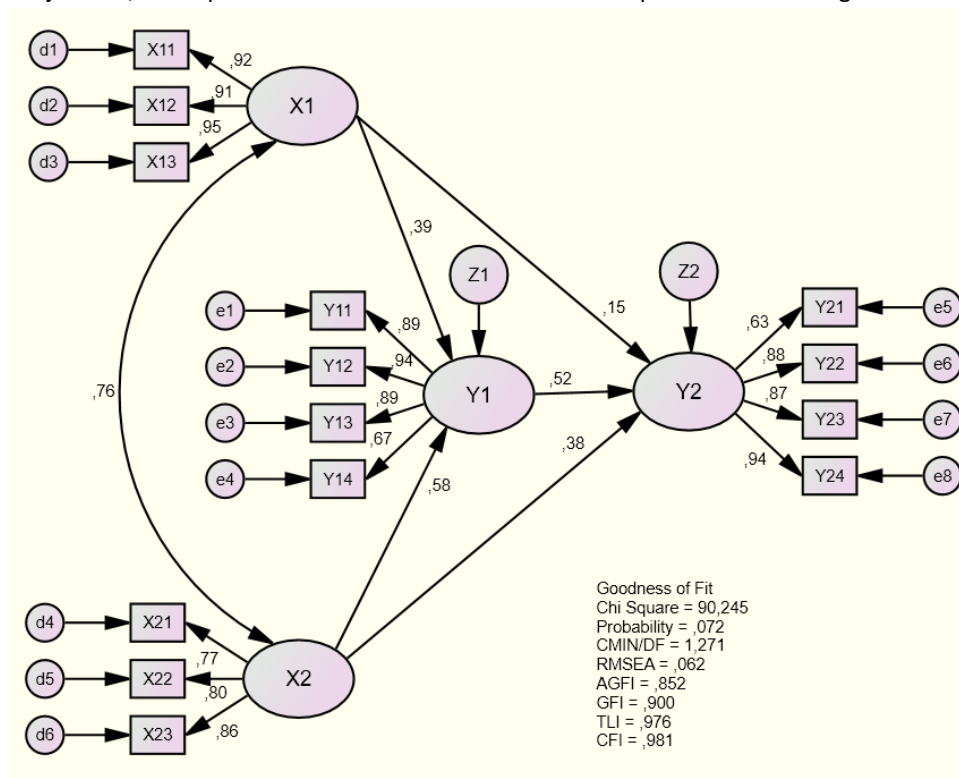 d1
X11
,92
d2
X12
,91
X1
d3
X13
,95
,39
Z1
Z2
,15
e1
Y11
,89
,63
Y21
e5
e2
Y12
,94
,88
Y22
e6
,76
Y1
,52
Y2
e3
Y13
,89
,87
Y23
e7
,67
,38
e4
Y14
,58
,94
Y24
e8
Goodness of Fit
Chi Square = 90,245
Probability = ,072
CMIN/DF = 1,271
RMSEA = ,062
AGFI = ,852
GFI = ,900
TLI = ,976
CFI = ,981
d4
X21
,77
d5
X22
,80
X2
d6
X23
,86